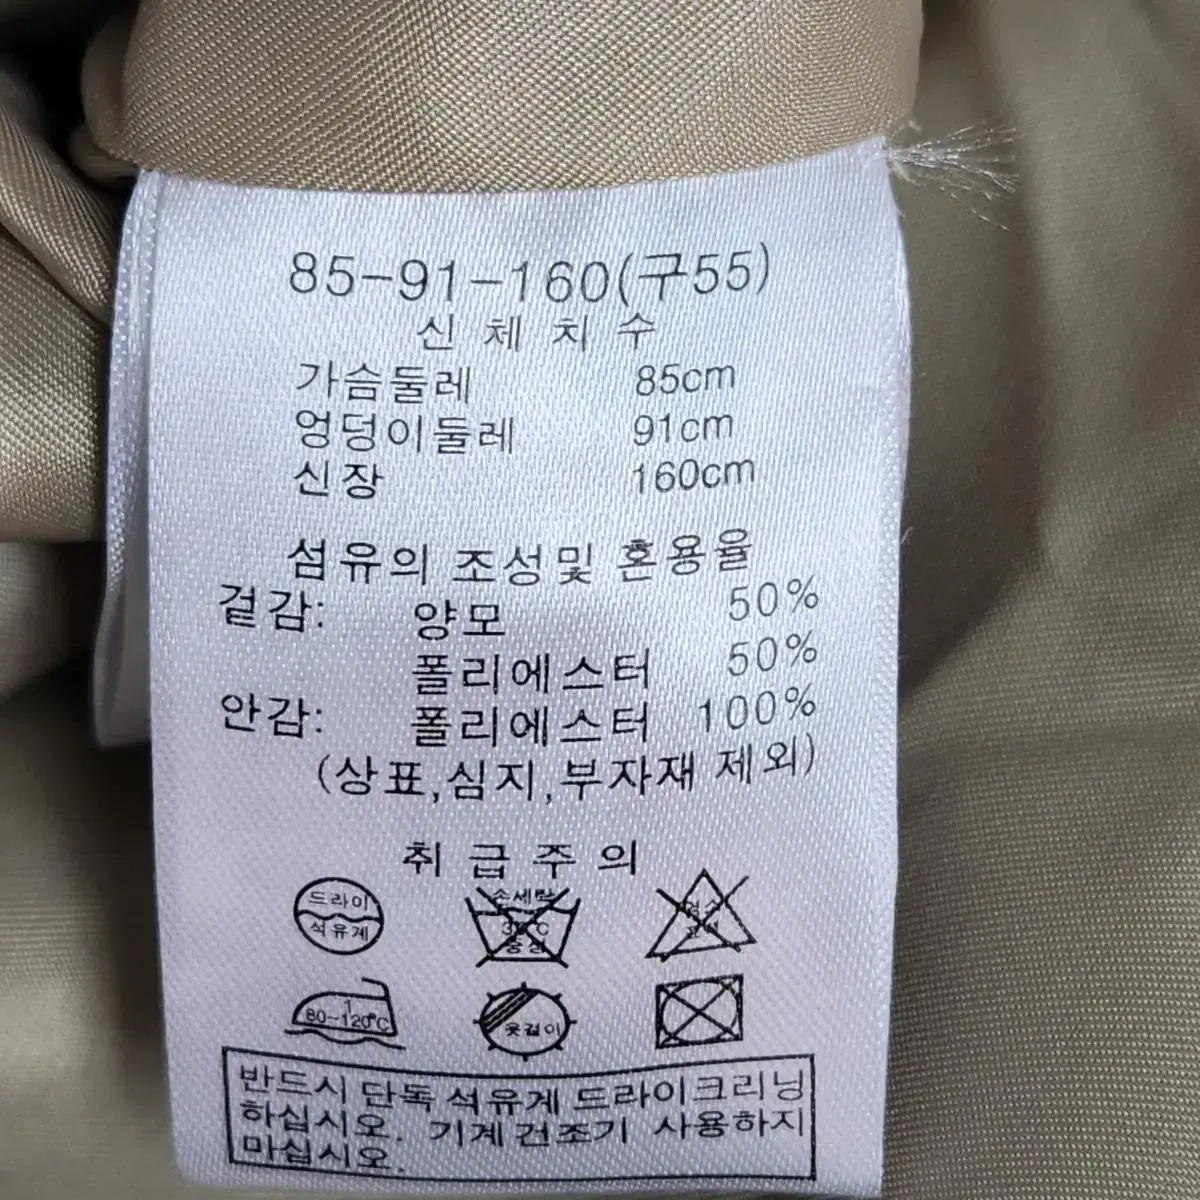 85-91-160(구55)
신 체 치 수
가슴둘레 85cm
엉덩이둘레 91cm
신장 160cm
섬유의 조성및 혼용율
겉감: 양모 50%
폴리에스터 50%
안감: 폴리에스터 100%
(상표,심지,부자재 제외)
취 급 주 의
드라이
석유계
손세탁
중성
80~120℃
옷걸이
반드시 단독 석유계 드라이크리닝
하십시오. 기계건조기 사용하지
마십시오.